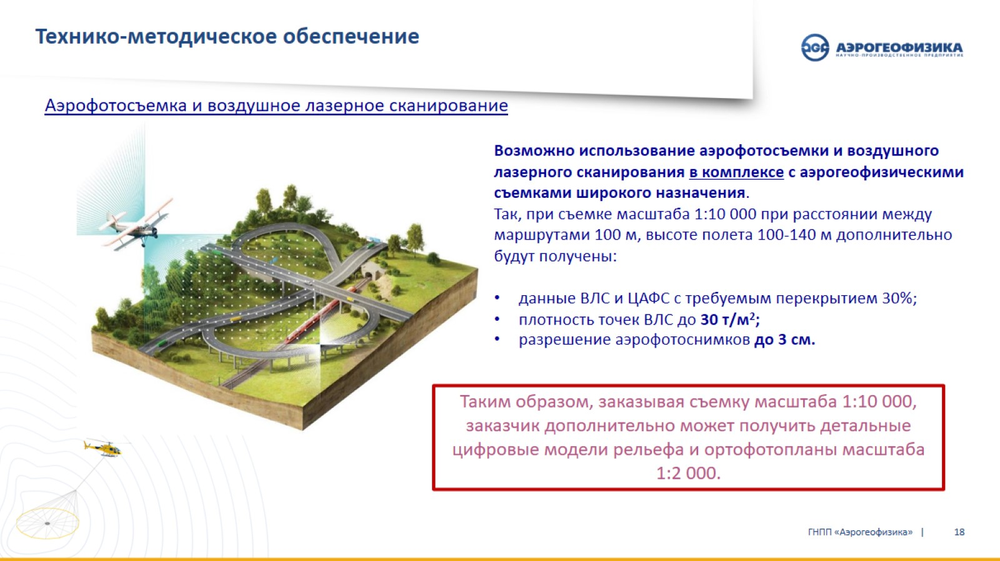 Технико-методическое обеспечение
АЭРОГЕОФИЗИКА
НАУЧНО-ПРОИЗВОДСТВЕННОЕ ПРЕДПРИЯТИЕ
Аэрофотосъемка и воздушное лазерное сканирование
Возможно использование аэрофотосъемки и воздушного
лазерного сканирования в комплексе с аэрогеофизическими
съемками широкого назначения.
Так, при съемке масштаба 1:10 000 при расстоянии между
маршрутами 100 м, высоте полета 100-140 м дополнительно
будут получены:
• данные ВЛС и ЦАФС с требуемым перекрытием 30%;
• плотность точек ВЛС до 30 т/м²;
• разрешение аэрофотоснимков до 3 см.
Таким образом, заказывая съемку масштаба 1:10 000,
заказчик дополнительно может получить детальные
цифровые модели рельефа и ортофотопланы масштаба
1:2 000.
ГНПП «Аэрогеофизика» | 18